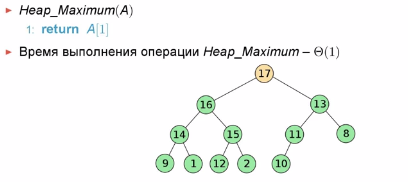 Heap_Maximum(A)
1: return A[1]
Время выполнения операции Heap_Maximum – Θ(1)
17
16 13
14 15 11 8
9 1 12 2 10